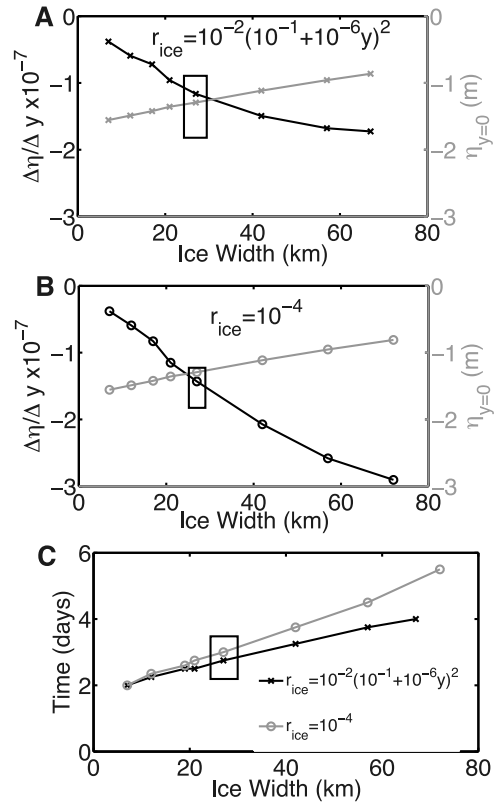 A
r_ice=10^-2(10^-1+10^-6y)^2
0
−1
−2
−3
Δη/Δ y x10^-7
0
−1
−2
−3
η_y=0 (m)
0 20 40 60 80
Ice Width (km)
B
r_ice=10^-4
0
−1
−2
−3
Δη/Δ y x10^-7
0
−1
−2
−3
η_y=0 (m)
0 20 40 60 80
Ice Width (km)
C
6
4
2
0
Time (days)
r_ice=10^-2(10^-1+10^-6y)^2
r_ice=10^-4
0 20 40 60 80
Ice Width (km)